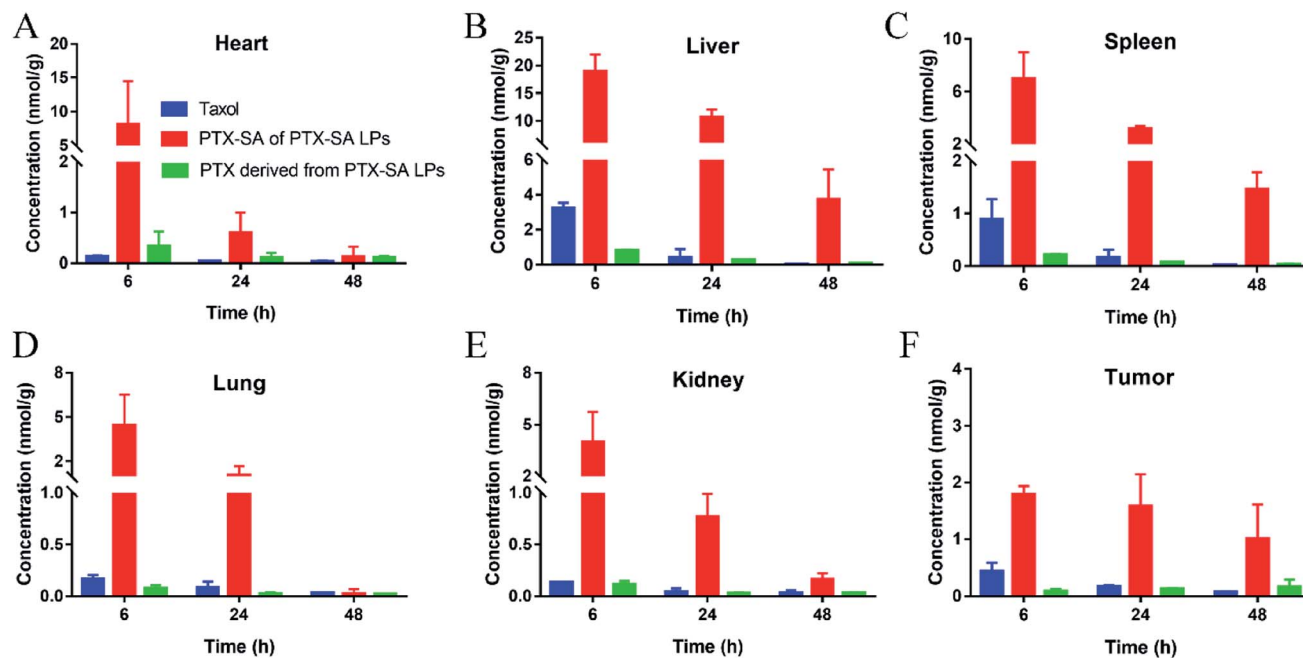 A
Heart
Concentration (nmol/g)
20
15
10
5
2
1
0
Taxol
PTX-SA of PTX-SA LPs
PTX derived from PTX-SA LPs
6
24
48
Time (h)
B
Liver
Concentration (nmol/g)
25
20
15
10
6
4
2
0
6
24
48
Time (h)
C
Spleen
Concentration (nmol/g)
10
6
2
2
1
0
6
24
48
Time (h)
D
Lung
Concentration (nmol/g)
8
5
2
1.0
0.5
0.0
6
24
48
Time (h)
E
Kidney
Concentration (nmol/g)
8
5
2
1.0
0.5
0.0
6
24
48
Time (h)
F
Tumor
Concentration (nmol/g)
4
3
2
1
0
6
24
48
Time (h)